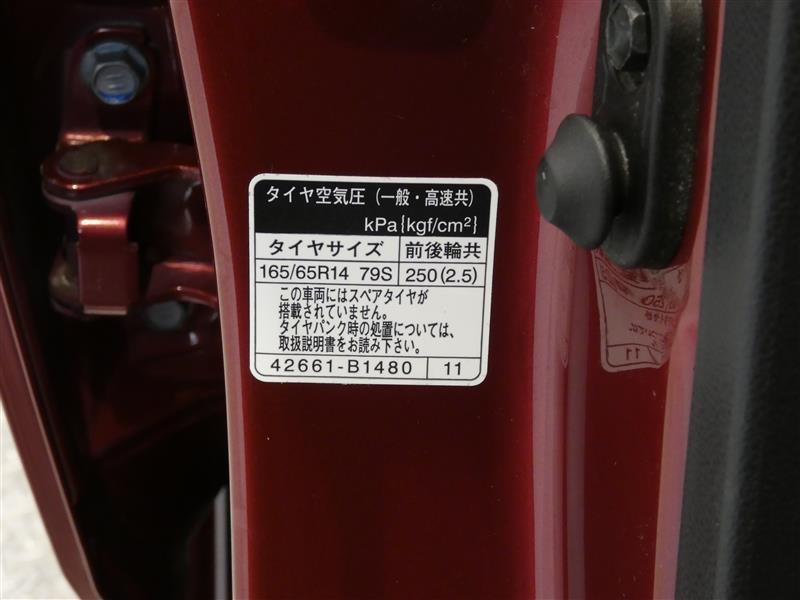 タイヤ空気圧（一般・高速共）
kPa{kgf/cm²}
タイヤサイズ 前後輪共
165/65R14 79S 250(2.5)
この車両にはスペアタイヤが
搭載されていません。
タイヤパンク時の処置については、
取扱説明書をお読み下さい。
42661-B1480 11